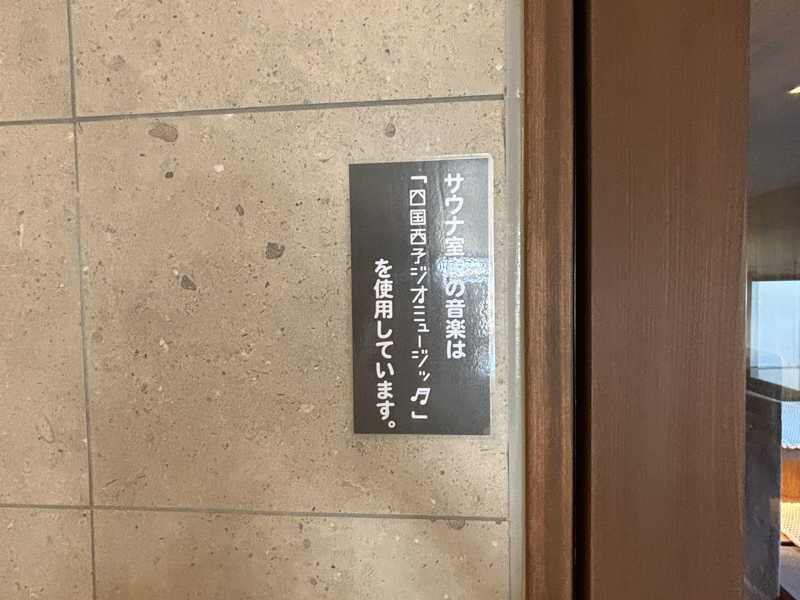 サウナ室内の音楽は
「四国西予ジオミュージック」
を使用しています。